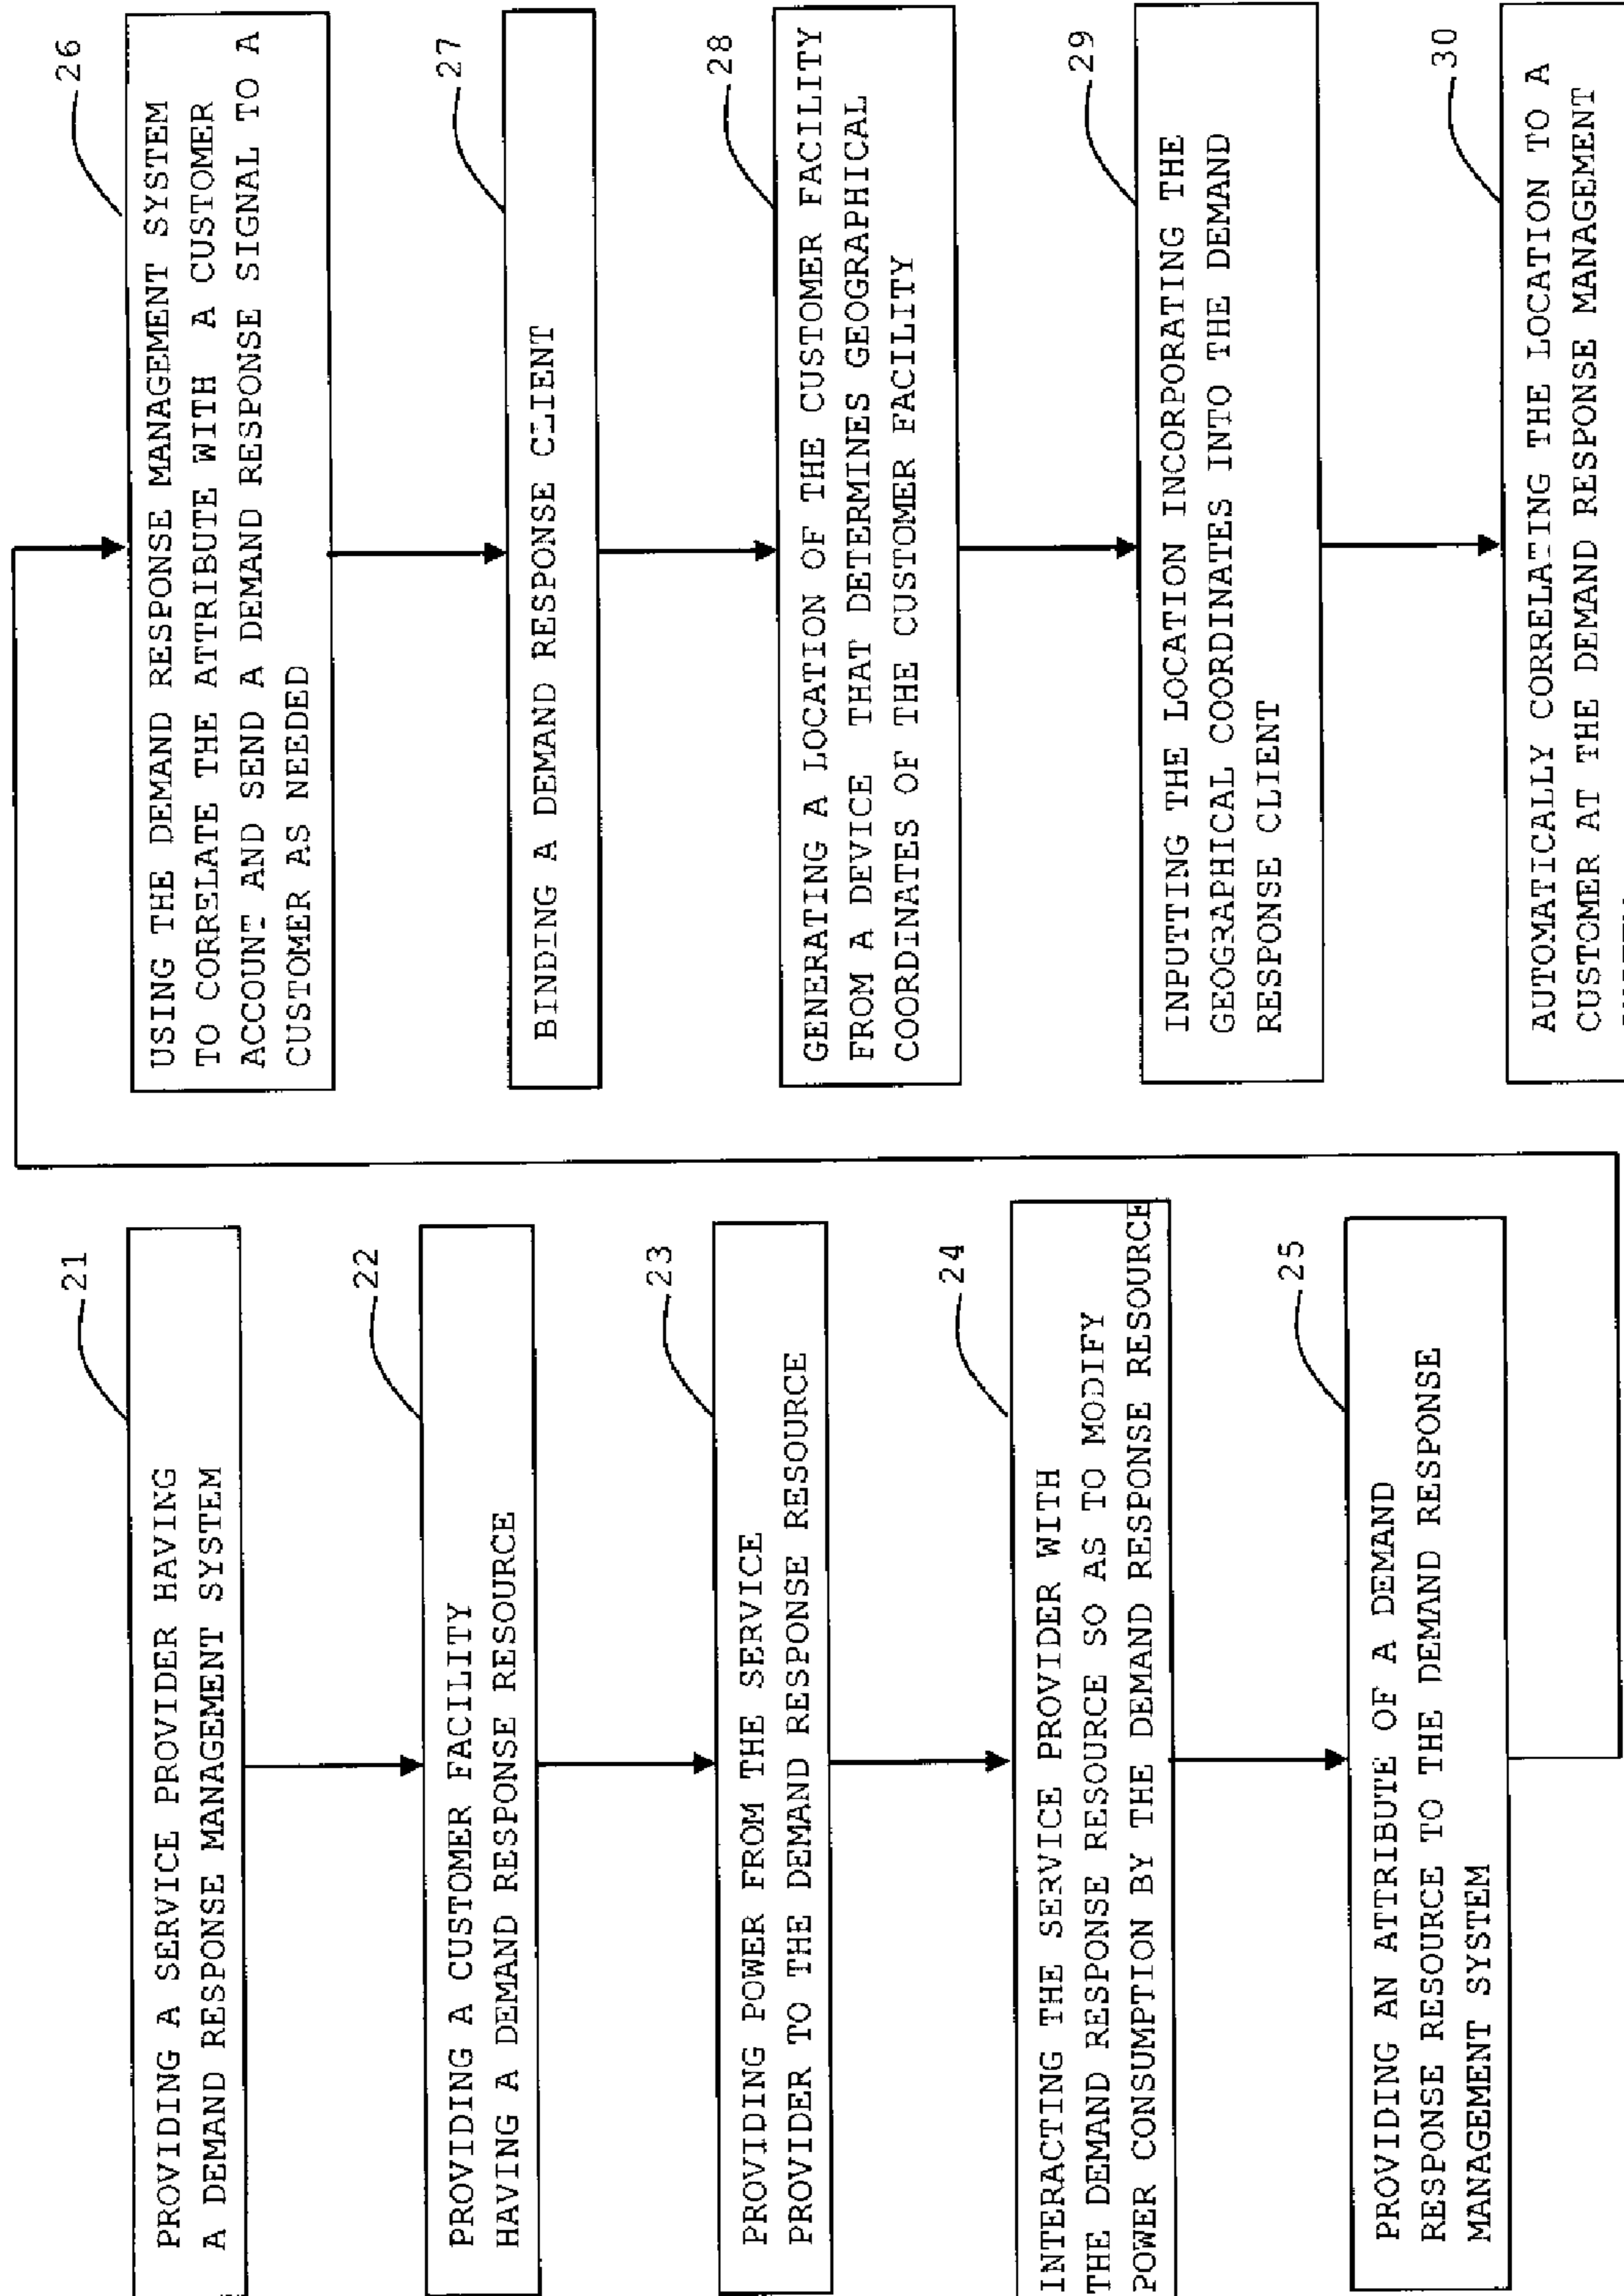 21
PROVIDING A SERVICE PROVIDER HAVING
A DEMAND RESPONSE MANAGEMENT SYSTEM
22
PROVIDING A CUSTOMER FACILITY
HAVING A DEMAND RESPONSE RESOURCE
23
PROVIDING POWER FROM THE SERVICE
PROVIDER TO THE DEMAND RESPONSE RESOURCE
24
INTERACTING THE SERVICE PROVIDER WITH
THE DEMAND RESPONSE RESOURCE SO AS TO MODIFY
POWER CONSUMPTION BY THE DEMAND RESPONSE RESOURCE
25
PROVIDING AN ATTRIBUTE OF A DEMAND
RESPONSE RESOURCE TO THE DEMAND RESPONSE
MANAGEMENT SYSTEM
26
USING THE DEMAND RESPONSE MANAGEMENT SYSTEM
TO CORRELATE THE ATTRIBUTE WITH A CUSTOMER
ACCOUNT AND SEND A DEMAND RESPONSE SIGNAL TO A
CUSTOMER AS NEEDED
27
BINDING A DEMAND RESPONSE CLIENT
28
GENERATING A LOCATION OF THE CUSTOMER FACILITY
FROM A DEVICE THAT DETERMINES GEOGRAPHICAL
COORDINATES OF THE CUSTOMER FACILITY
29
INPUTTING THE LOCATION INCORPORATING THE
GEOGRAPHICAL COORDINATES INTO THE DEMAND
RESPONSE CLIENT
30
AUTOMATICALLY CORRELATING THE LOCATION TO A
CUSTOMER AT THE DEMAND RESPONSE MANAGEMENT